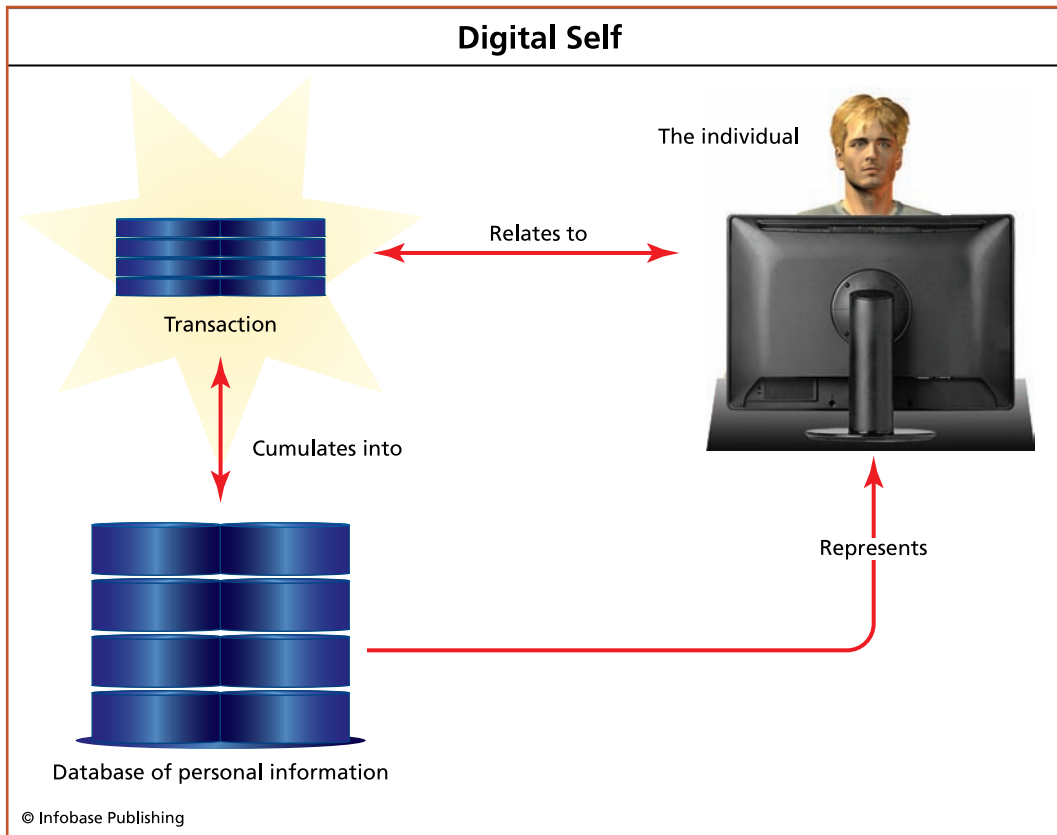 Digital Self
The individual
Relates to
Transaction
Cumulates into
Represents
Database of personal information
© Infobase Publishing